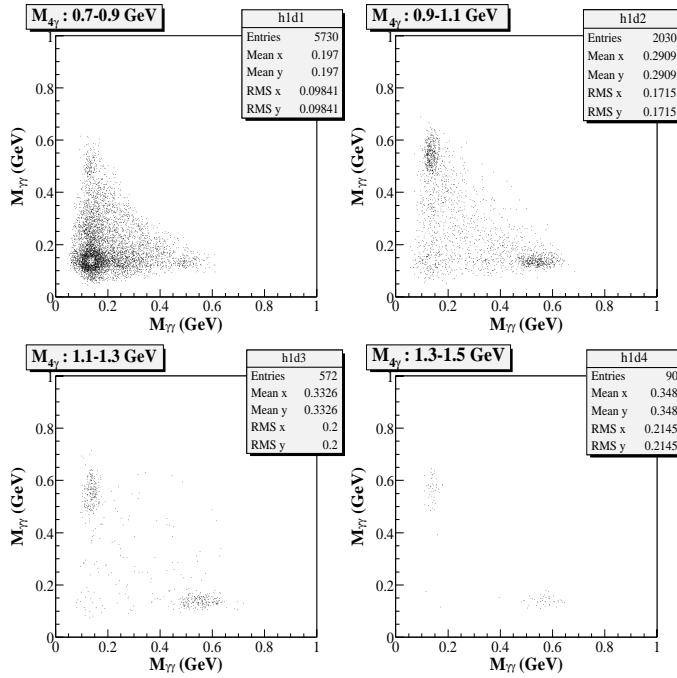 M4γ : 0.7-0.9 GeV
h1d1
Entries 5730
Mean x 0.197
Mean y 0.197
RMS x 0.09841
RMS y 0.09841
1
0.8
0.6
0.4
0.2
0
Mγγ (GeV)
0 0.2 0.4 0.6 0.8 1
Mγγ (GeV)
M4γ : 0.9-1.1 GeV
h1d2
Entries 2030
Mean x 0.2909
Mean y 0.2909
RMS x 0.1715
RMS y 0.1715
1
0.8
0.6
0.4
0.2
0
Mγγ (GeV)
0 0.2 0.4 0.6 0.8 1
Mγγ (GeV)
M4γ : 1.1-1.3 GeV
h1d3
Entries 572
Mean x 0.3326
Mean y 0.3326
RMS x 0.2
RMS y 0.2
1
0.8
0.6
0.4
0.2
0
Mγγ (GeV)
0 0.2 0.4 0.6 0.8 1
Mγγ (GeV)
M4γ : 1.3-1.5 GeV
h1d4
Entries 90
Mean x 0.348
Mean y 0.348
RMS x 0.2145
RMS y 0.2145
1
0.8
0.6
0.4
0.2
0
Mγγ (GeV)
0 0.2 0.4 0.6 0.8 1
Mγγ (GeV)